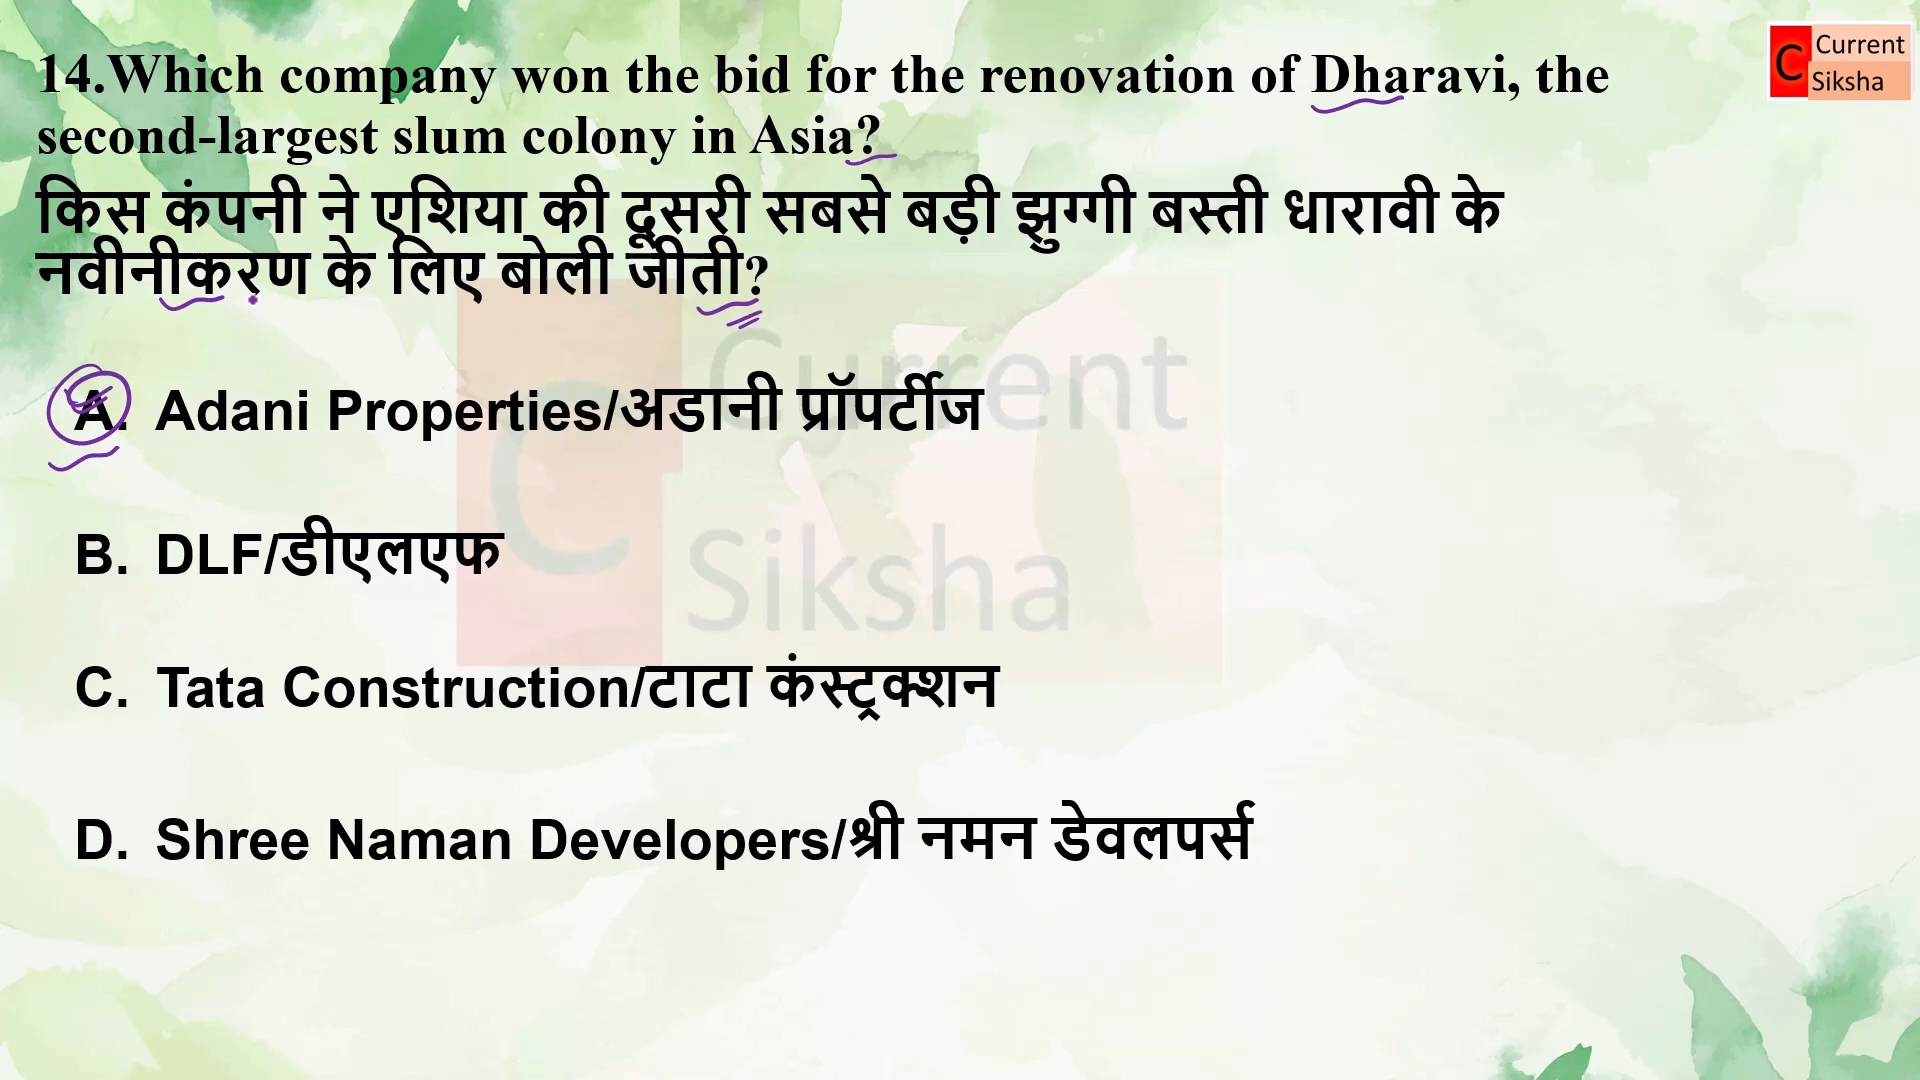 14.Which company won the bid for the renovation of Dharavi, the
second-largest slum colony in Asia?
किस कंपनी ने एशिया की दूसरी सबसे बड़ी झुग्गी बस्ती धारावी के
नवीनीकरण के लिए बोली जीती?
A. Adani Properties/अडानी प्रॉपर्टीज
B. DLF/डीएलएफ
C. Tata Construction/टाटा कंस्ट्रक्शन
D. Shree Naman Developers/श्री नमन डेवलपर्स
C Current
Siksha
C Current
Siksha